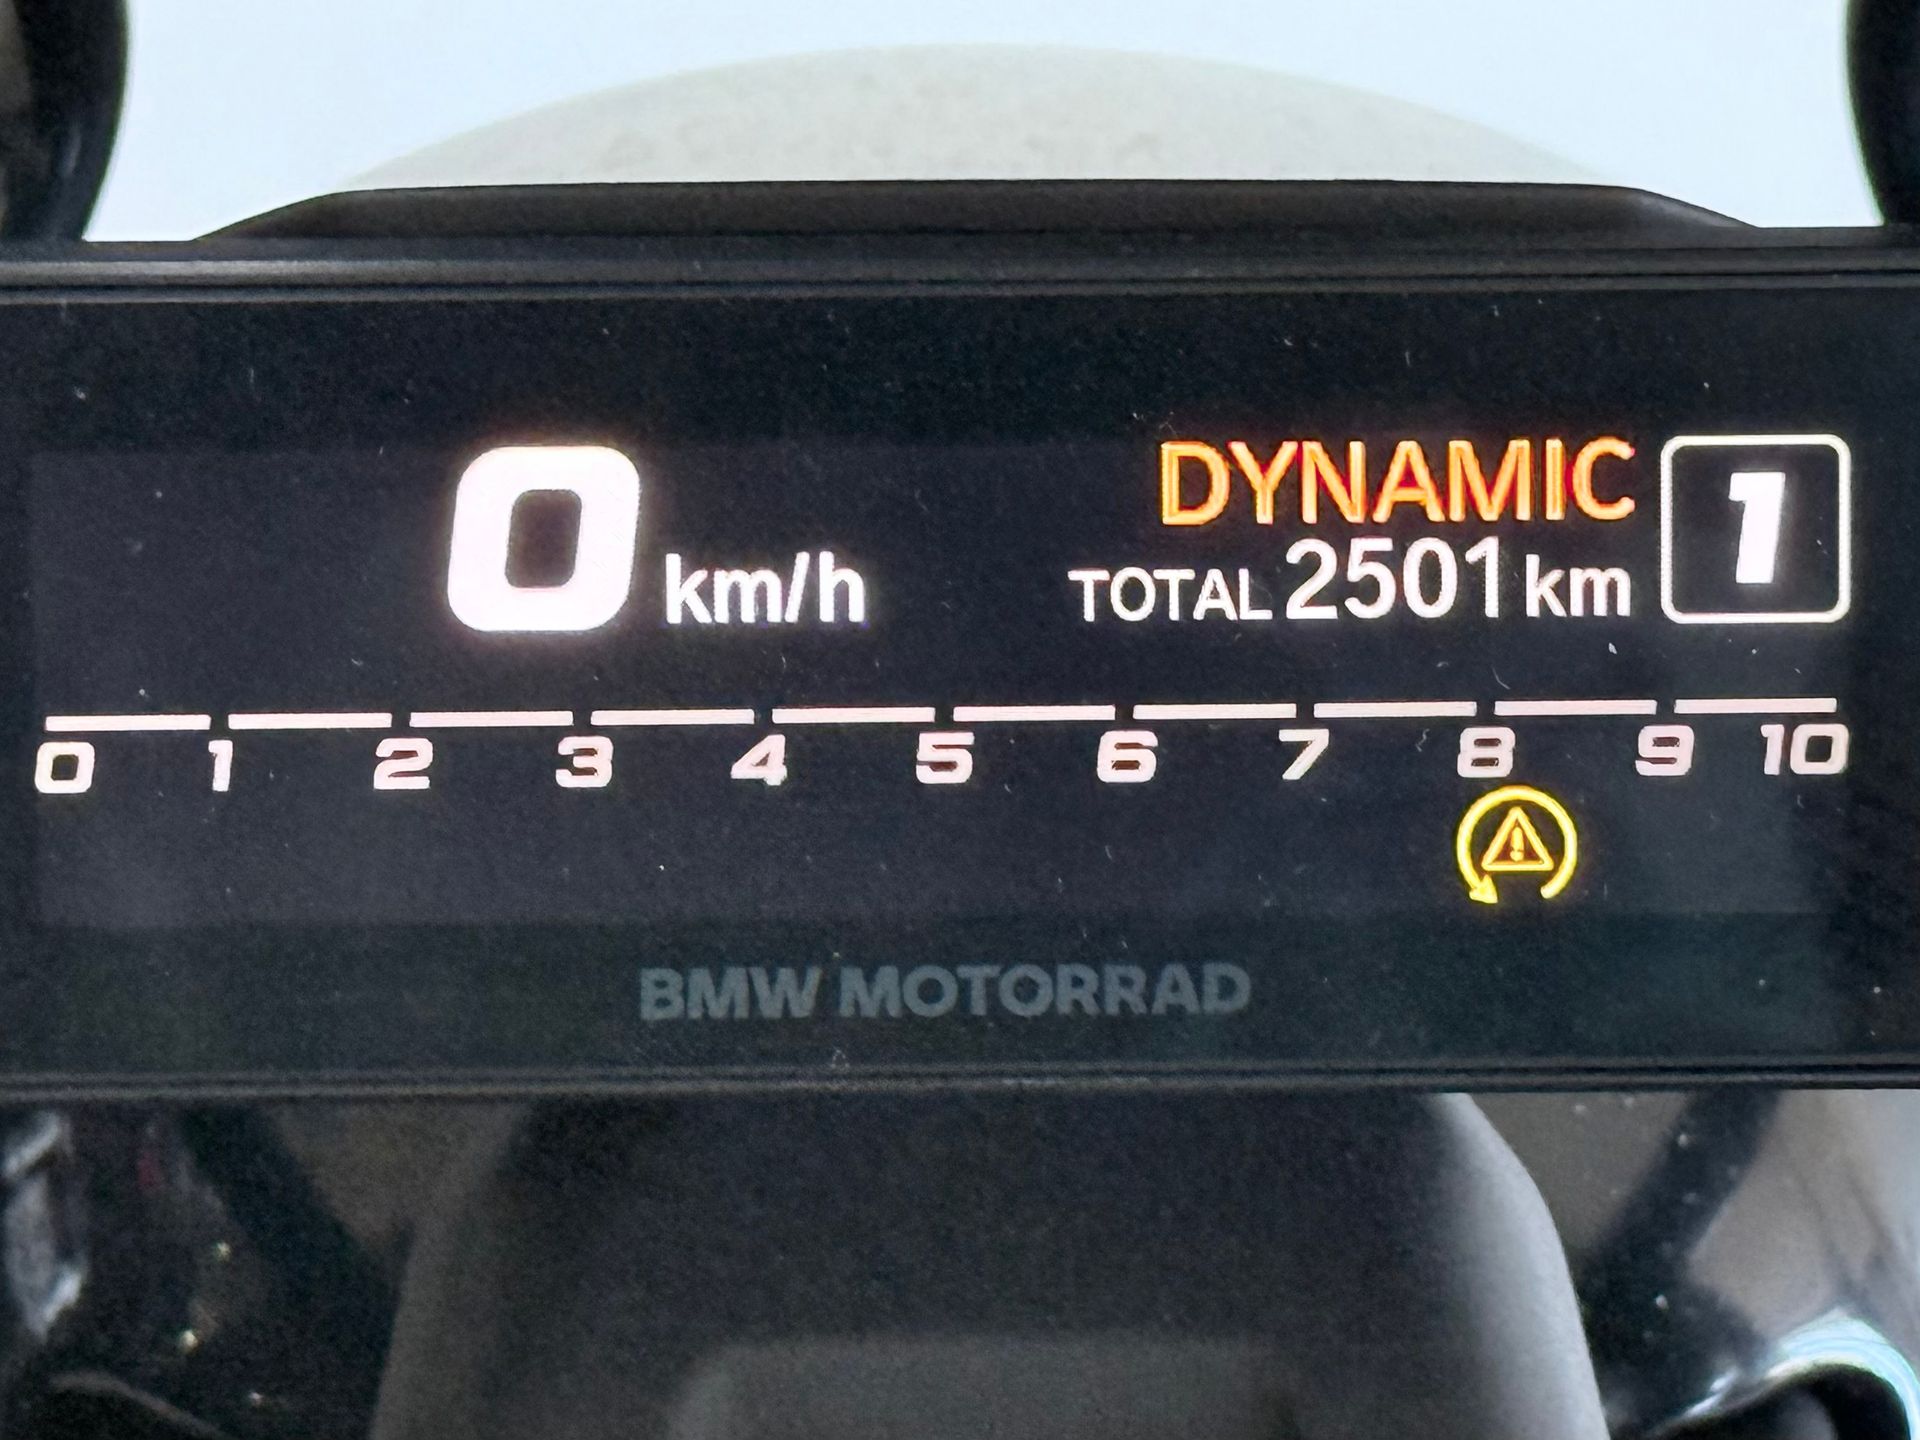 0 km/h
DYNAMIC 1
TOTAL 2501 km
0 1 2 3 4 5 6 7 8 9 10
BMW MOTORRAD